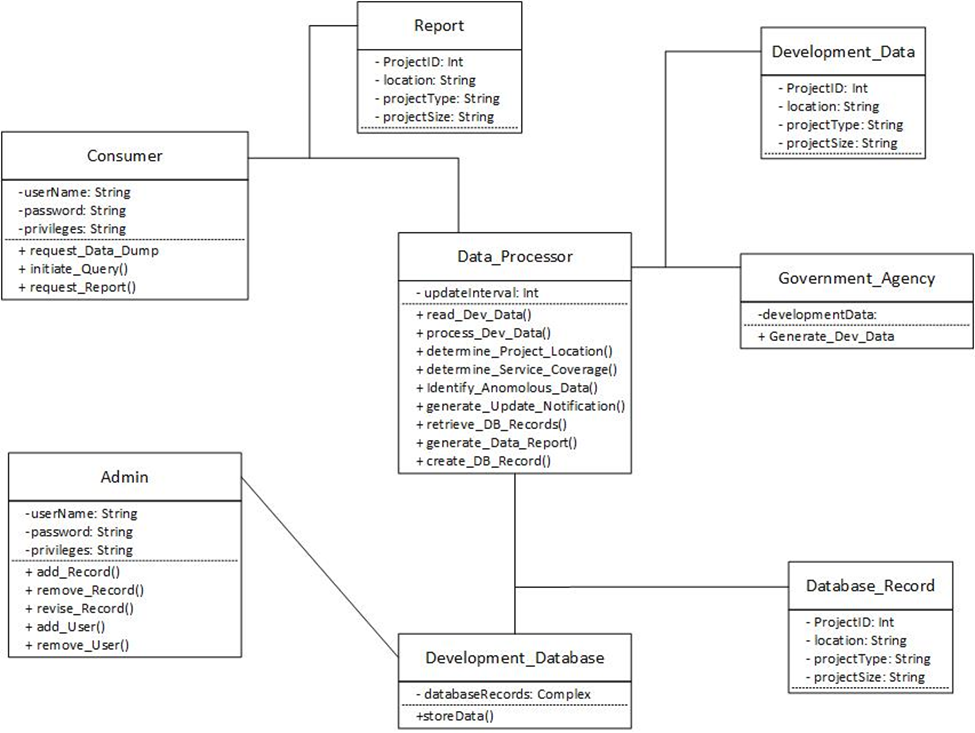 Report
- ProjectID: Int
- location: String
- projectType: String
- projectSize: String
Development_Data
- ProjectID: Int
- location: String
- projectType: String
- projectSize: String
Consumer
-userName: String
-password: String
-privileges: String
+ request_Data_Dump
+ initiate_Query()
+ request_Report()
Data_Processor
- updateInterval: Int
+ read_Dev_Data()
+ process_Dev_Data()
+ determine_Project_Location()
+ determine_Service_Coverage()
+ Identify_Anomolous_Data()
+ generate_Update_Notification()
+ retrieve_DB_Records()
+ generate_Data_Report()
+ create_DB_Record()
Government_Agency
-developmentData:
+ Generate_Dev_Data
Admin
-userName: String
-password: String
-privileges: String
+ add_Record()
+ remove_Record()
+ revise_Record()
+ add_User()
+ remove_User()
Database_Record
- ProjectID: Int
- location: String
- projectType: String
- projectSize: String
Development_Database
- databaseRecords: Complex
+storeData()